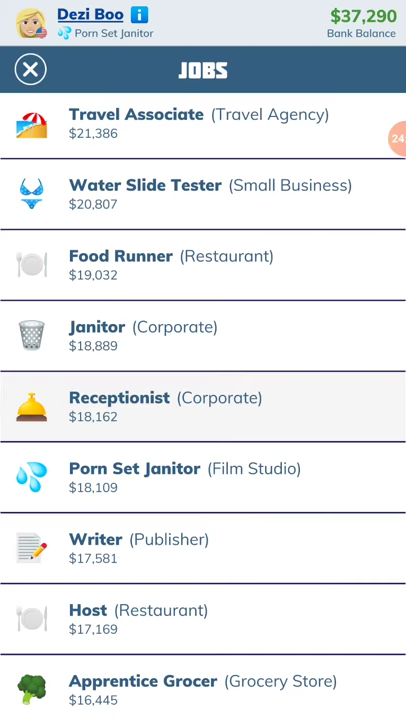 Dezi Boo
Porn Set Janitor
$37,290
Bank Balance
JOBS
Travel Associate (Travel Agency)
$21,386
24
Water Slide Tester (Small Business)
$20,807
Food Runner (Restaurant)
$19,032
Janitor (Corporate)
$18,889
Receptionist (Corporate)
$18,162
Porn Set Janitor (Film Studio)
$18,109
Writer (Publisher)
$17,581
Host (Restaurant)
$17,169
Apprentice Grocer (Grocery Store)
$16,445